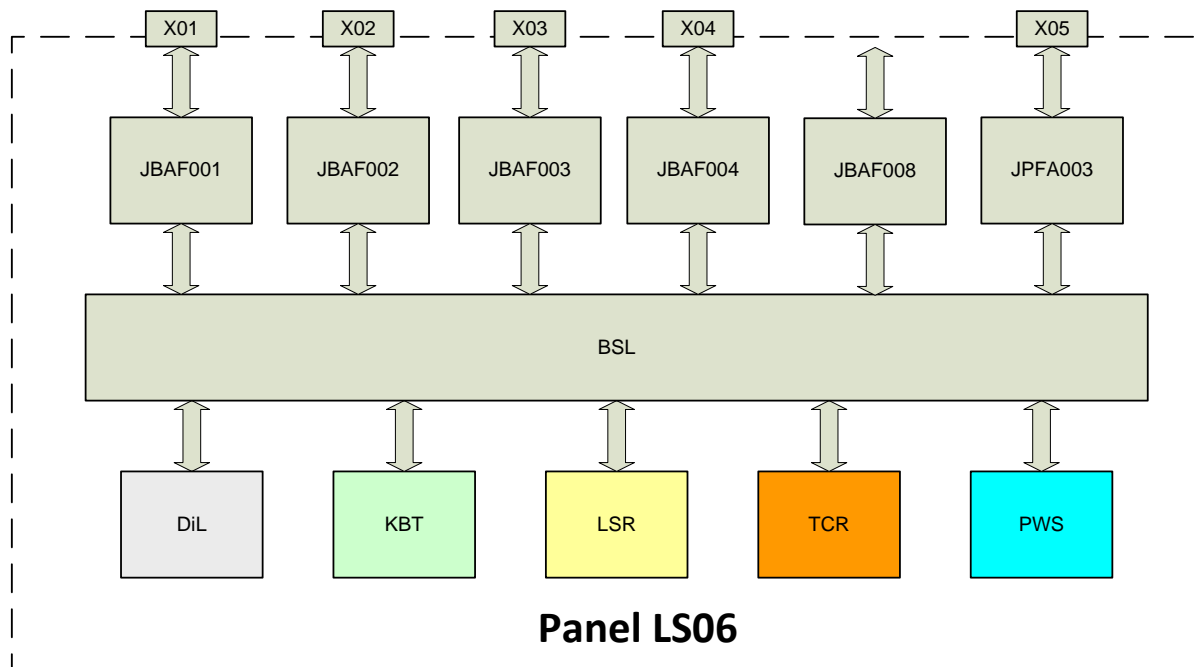 X01
X02
X03
X04
X05
JBAF001
JBAF002
JBAF003
JBAF004
JBAF008
JPFA003
BSL
DiL
KBT
LSR
TCR
PWS
Panel LS06